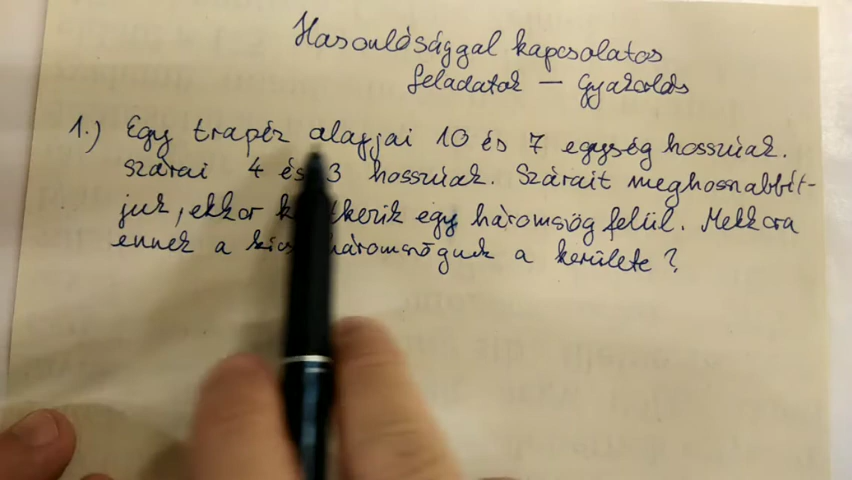 Hasonlósággal kapcsolatos
feladatok – Gyakorlás
1.) Egy trapéz alapjai 10 és 7 egység hosszúak.
szárai 4 és 3 hosszúak. Szárait meghosszabbít-
juk, ekkor egy háromszög felül. Mekkora
ennek a háromszögnek a kerülete?